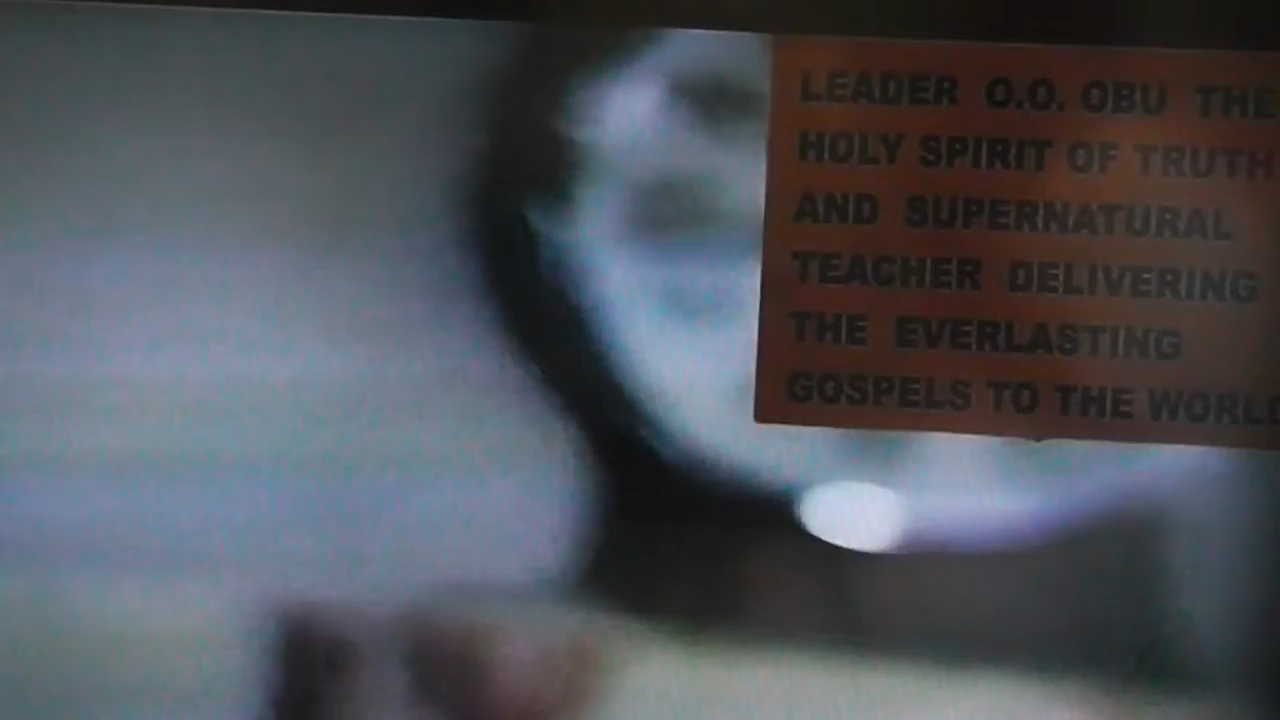 LEADER O.O. OBU THE
HOLY SPIRIT OF TRUTH
AND SUPERNATURAL
TEACHER DELIVERING
THE EVERLASTING
GOSPELS TO THE WORLD